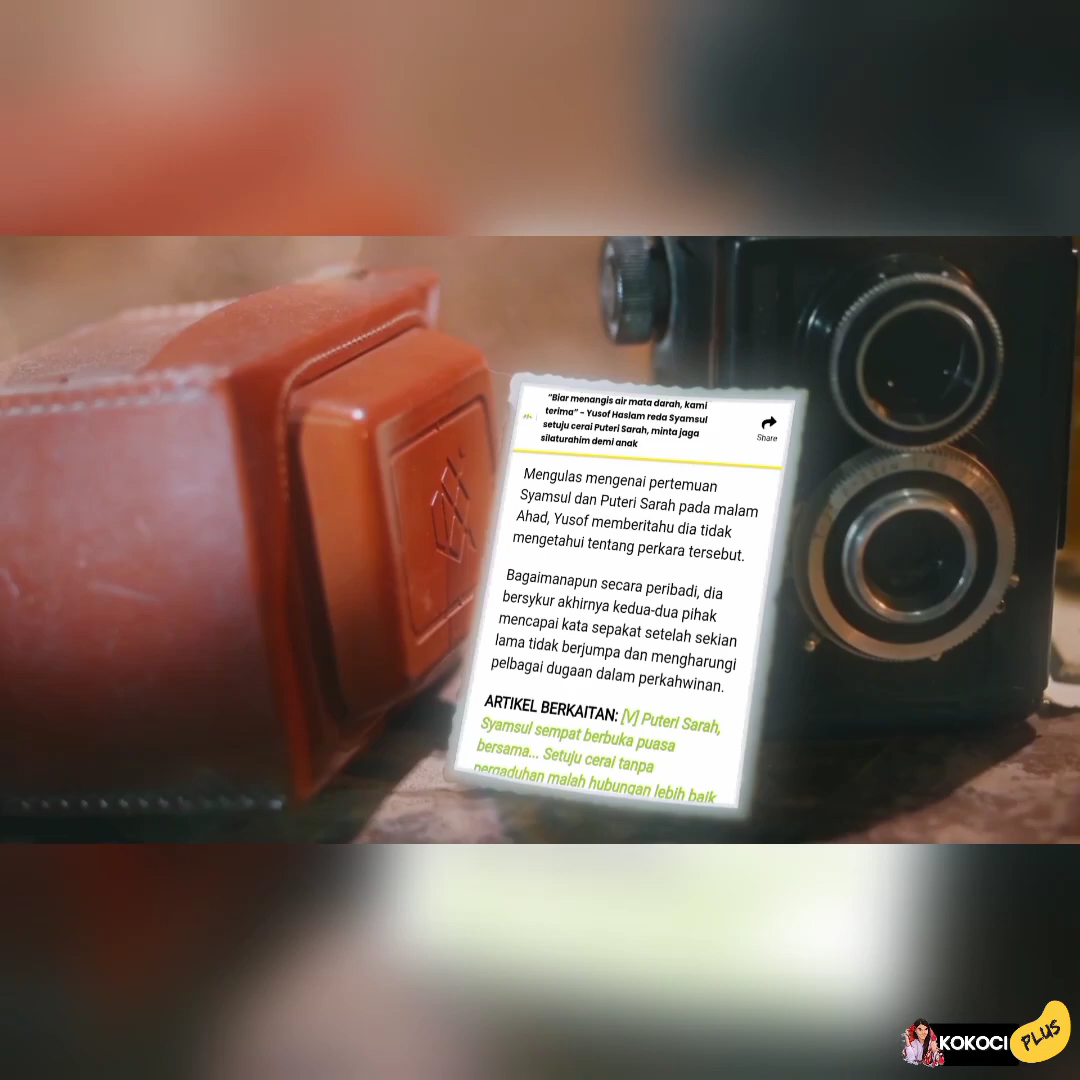 "Biar menangis air mata darah, kami
terima" - Yusof Haslam reda Syamsul
setuju cerai Puteri Sarah, minta jaga
silaturahim demi anak
Share
Mengulas mengenai pertemuan
Syamsul dan Puteri Sarah pada malam
Ahad, Yusof memberitahu dia tidak
mengetahui tentang perkara tersebut.
Bagaimanapun secara peribadi, dia
bersykur akhirnya kedua-dua pihak
mencapai kata sepakat setelah sekian
lama tidak berjumpa dan mengharungi
pelbagai dugaan dalam perkahwinan.
ARTIKEL BERKAITAN: [V] Puteri Sarah,
Syamsul sempat berbuka puasa
bersama... Setuju cerai tanpa
pergaduhan malah hubungan lebih baik
KOKOCI PLUS